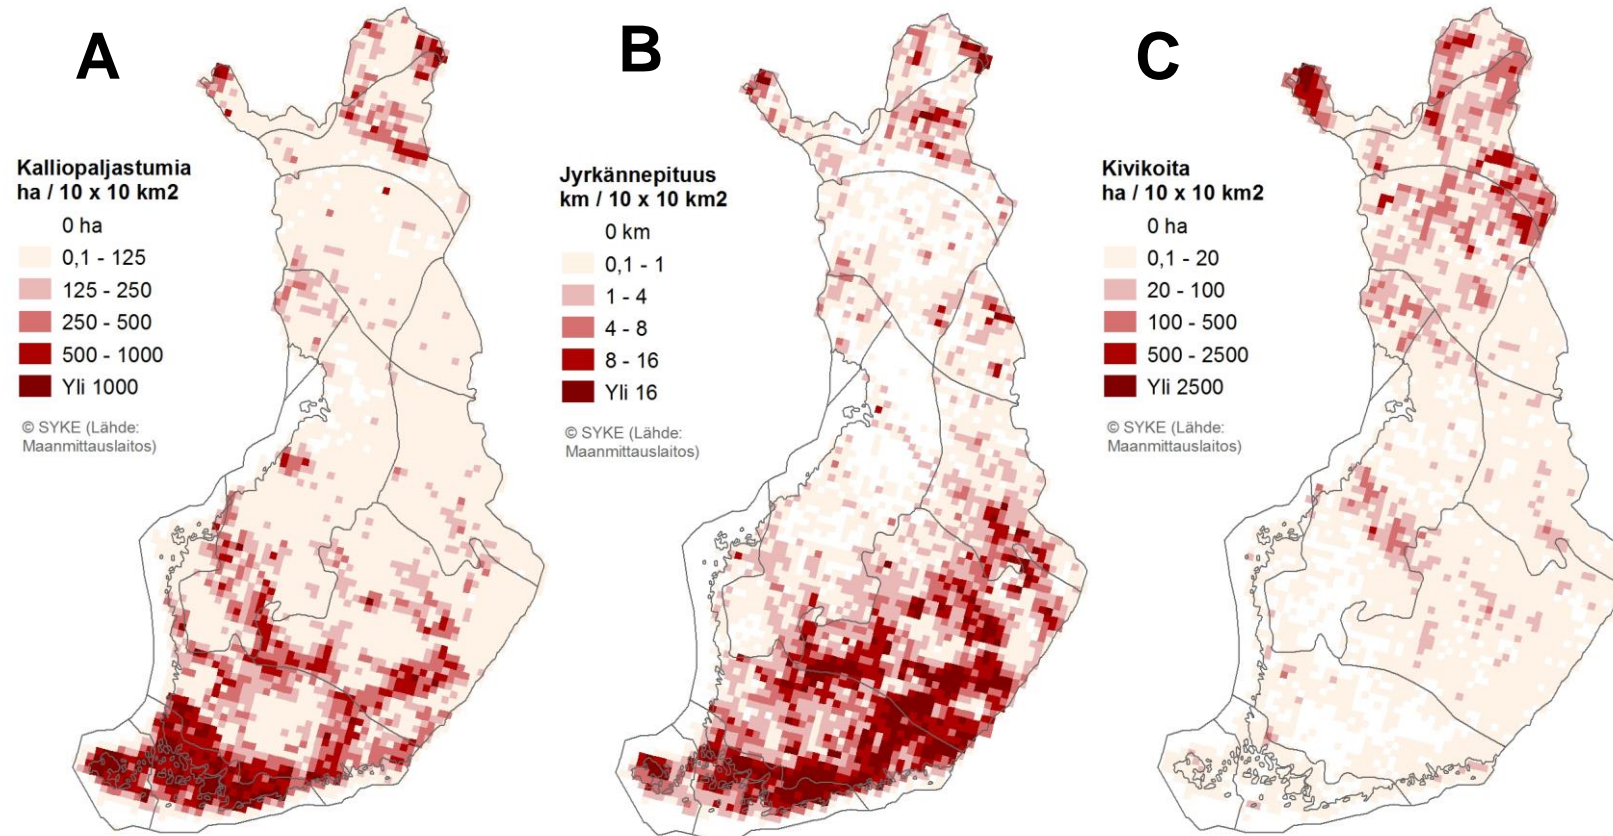 A
Kalliopaljastumia
ha / 10 x 10 km2
0 ha
0,1 - 125
125 - 250
250 - 500
500 - 1000
Yli 1000
© SYKE (Lähde:
Maanmittauslaitos)
B
Jyrkännepituus
km / 10 x 10 km2
0 km
0,1 - 1
1 - 4
4 - 8
8 - 16
Yli 16
© SYKE (Lähde:
Maanmittauslaitos)
C
Kivikoita
ha / 10 x 10 km2
0 ha
0,1 - 20
20 - 100
100 - 500
500 - 2500
Yli 2500
© SYKE (Lähde:
Maanmittauslaitos)